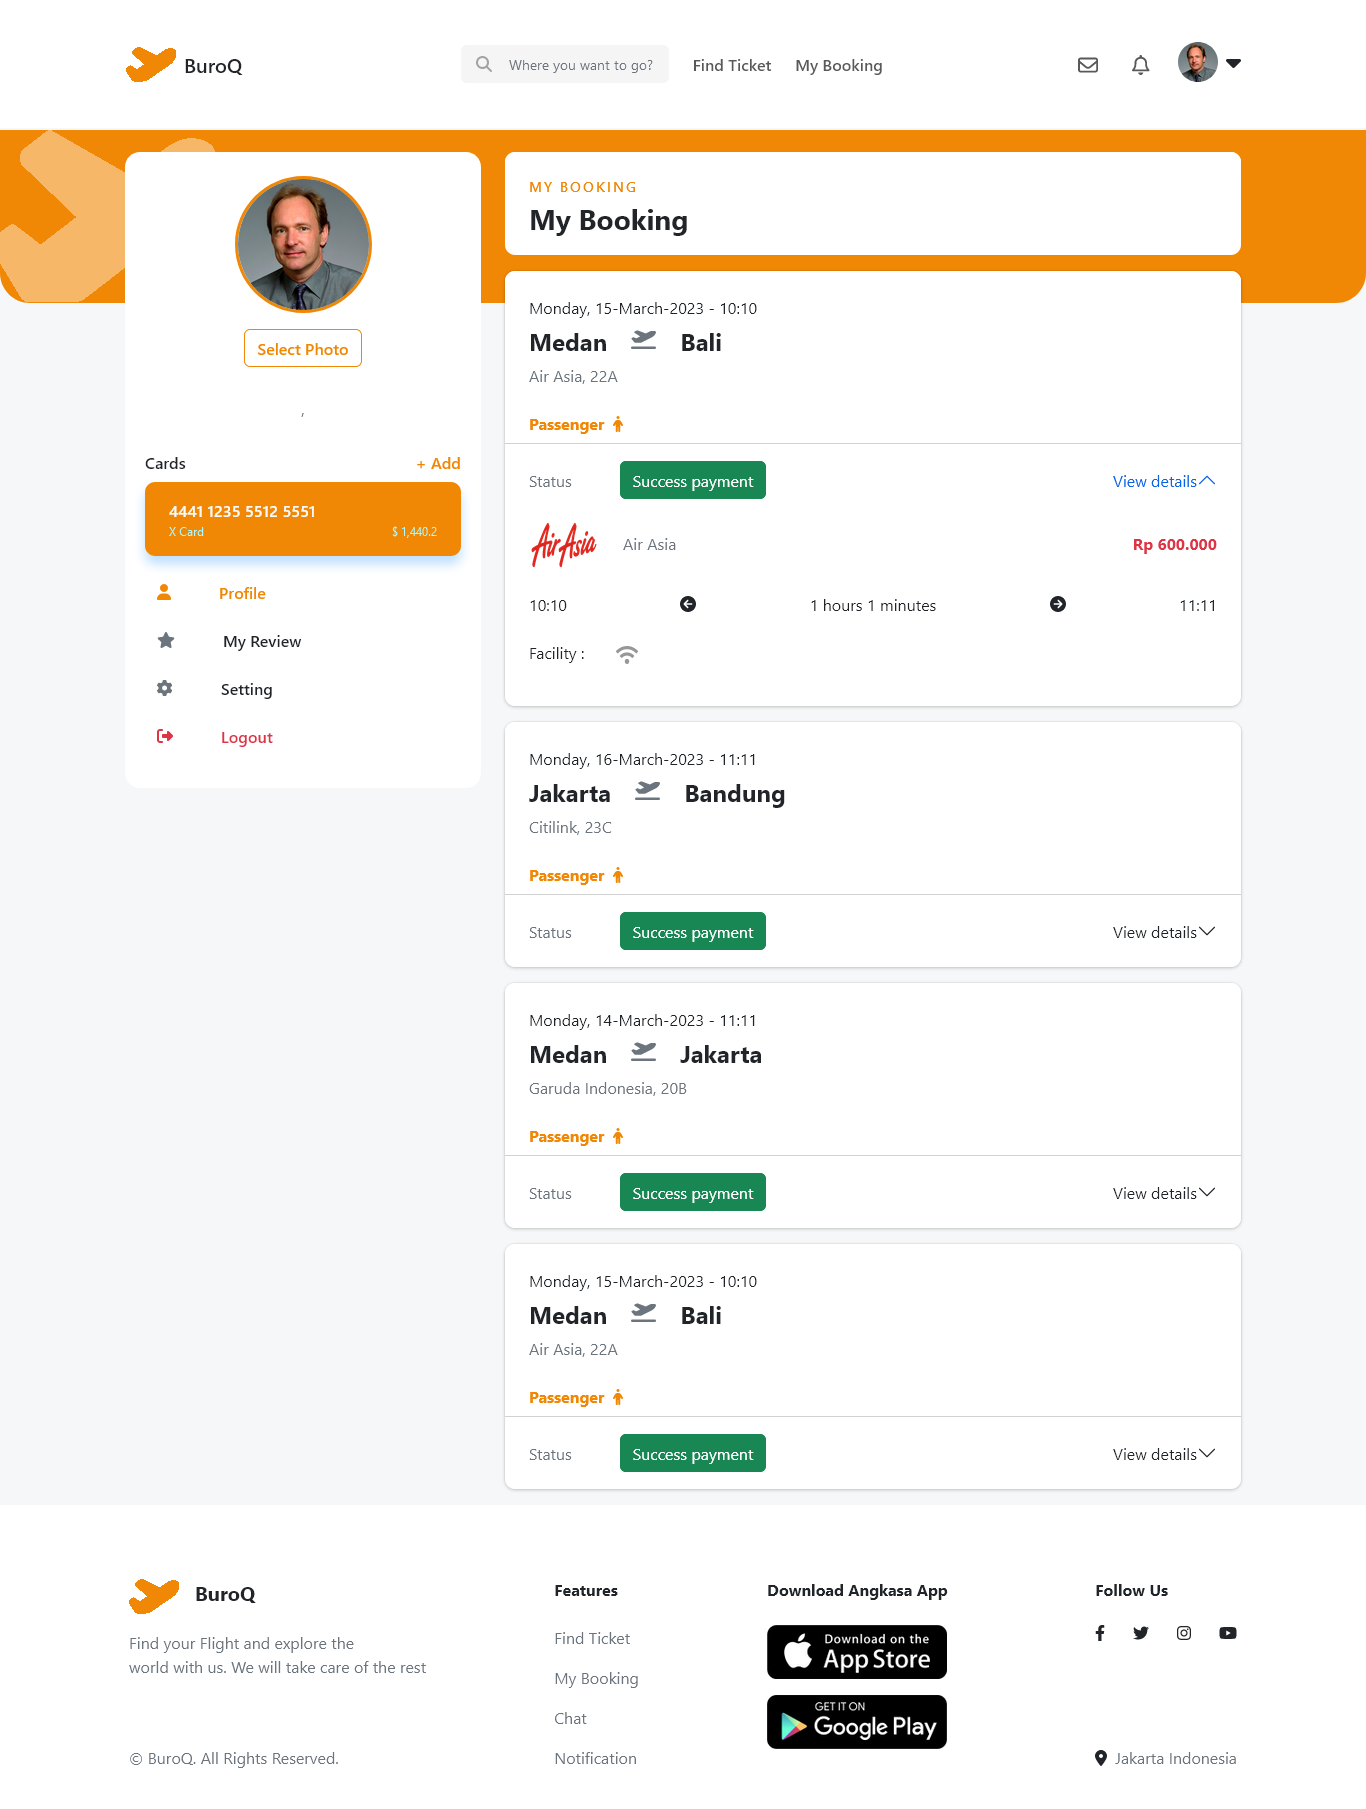 BuroQ
Where you want to go?
Find Ticket
My Booking
Select Photo
,
Cards
+ Add
4441 1235 5512 5551
X Card
$ 1,440.2
Profile
My Review
Setting
Logout
MY BOOKING
My Booking
Monday, 15-March-2023 - 10:10
Medan Bali
Air Asia, 22A
Passenger
Status Success payment View details
AirAsia Air Asia Rp 600.000
10:10 1 hours 1 minutes 11:11
Facility :
Monday, 16-March-2023 - 11:11
Jakarta Bandung
Citilink, 23C
Passenger
Status Success payment View details
Monday, 14-March-2023 - 11:11
Medan Jakarta
Garuda Indonesia, 20B
Passenger
Status Success payment View details
Monday, 15-March-2023 - 10:10
Medan Bali
Air Asia, 22A
Passenger
Status Success payment View details
BuroQ
Find your Flight and explore the
world with us. We will take care of the rest
© BuroQ. All Rights Reserved.
Features
Find Ticket
My Booking
Chat
Notification
Download Angkasa App
Download on the
App Store
GET IT ON
Google Play
Follow Us
Jakarta Indonesia